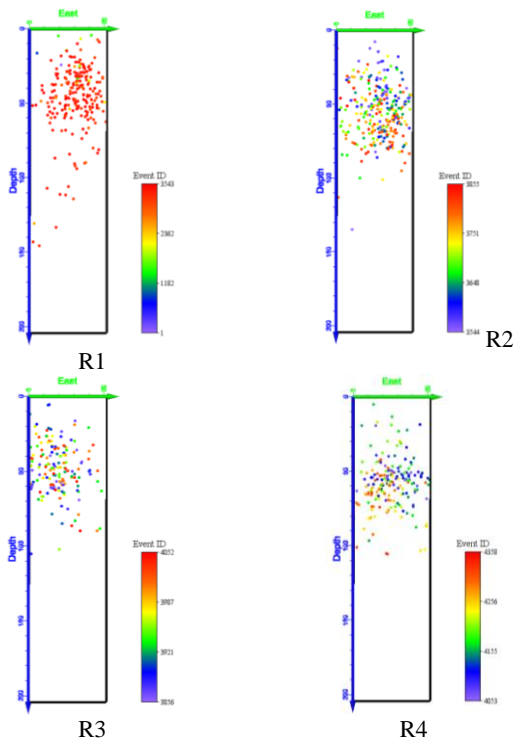 East
Depth
Event ID
3543
2362
1182
1
R1
East
Depth
Event ID
3855
3751
3648
3544
R2
East
Depth
Event ID
4052
3987
3921
3856
R3
East
Depth
Event ID
4358
4256
4155
4053
R4